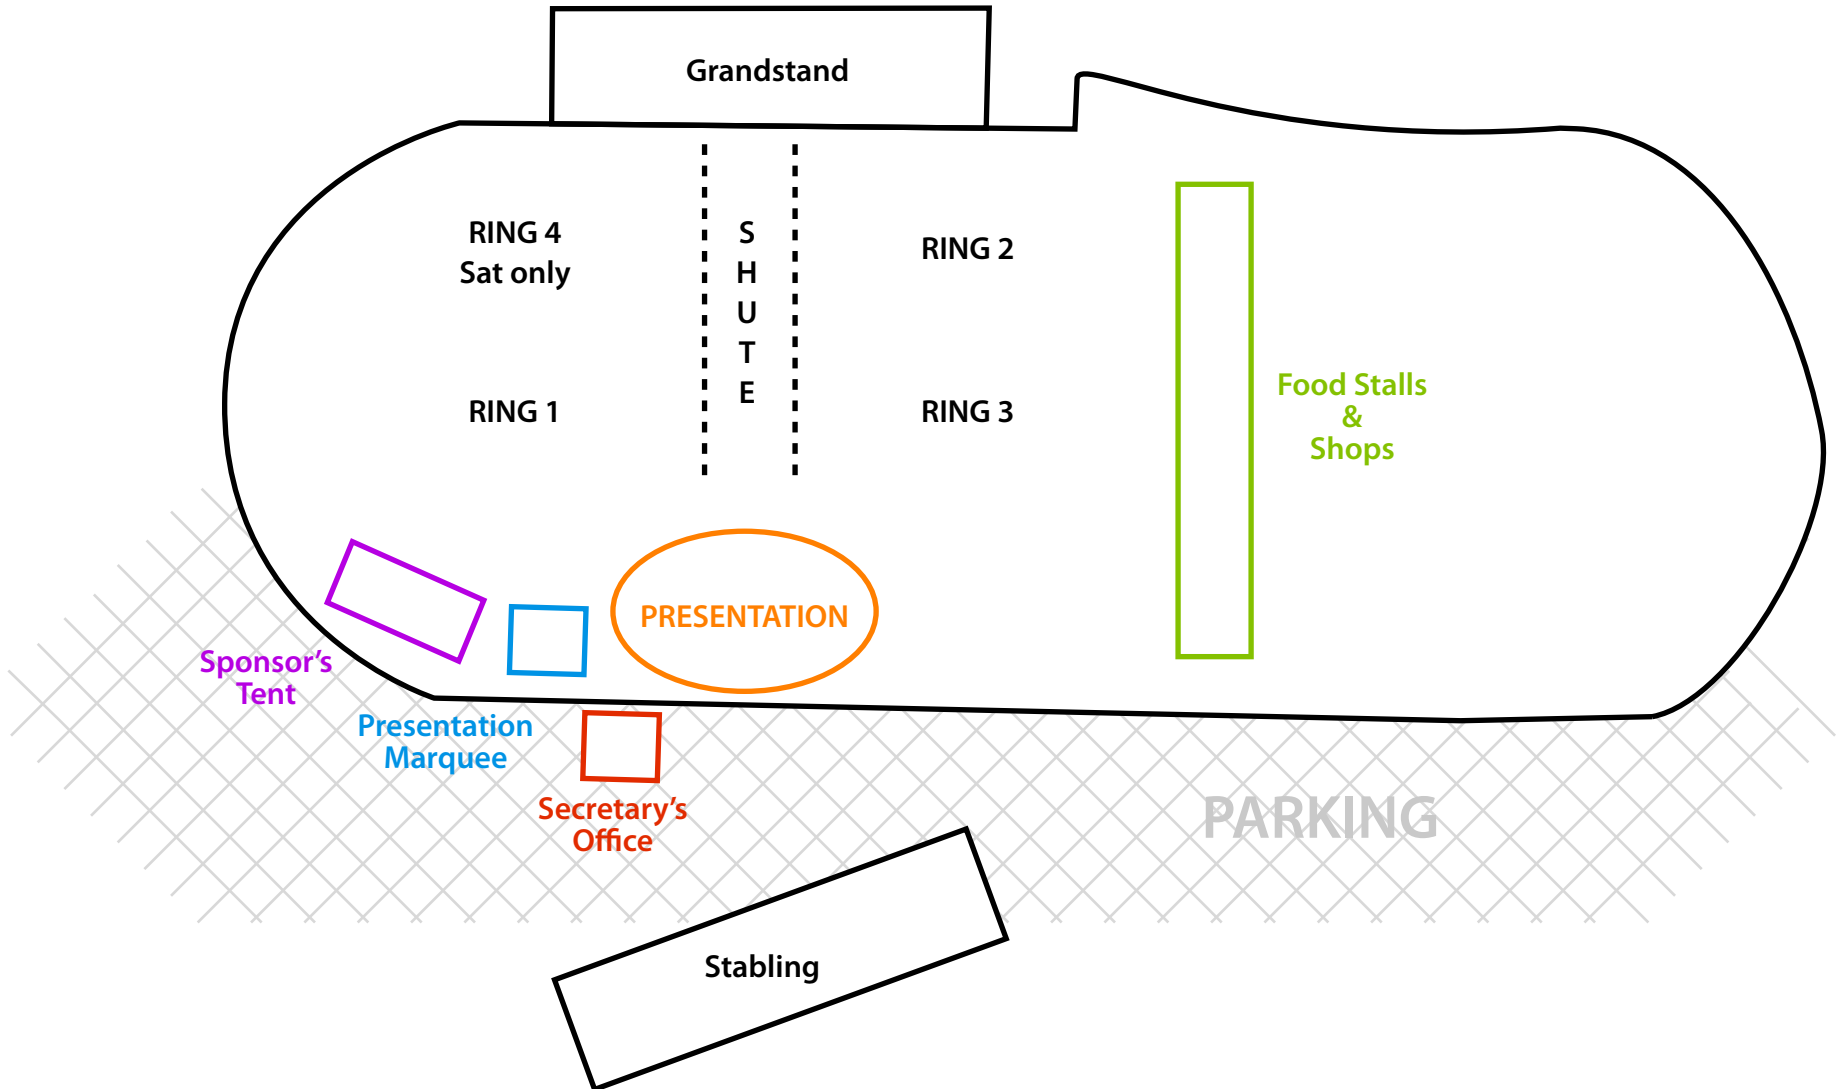 Grandstand
RING 4
Sat only
S
H
U
T
E
RING 2
RING 1
RING 3
Food Stalls
&
Shops
PRESENTATION
Sponsor's
Tent
Presentation
Marquee
Secretary's
Office
PARKING
Stabling